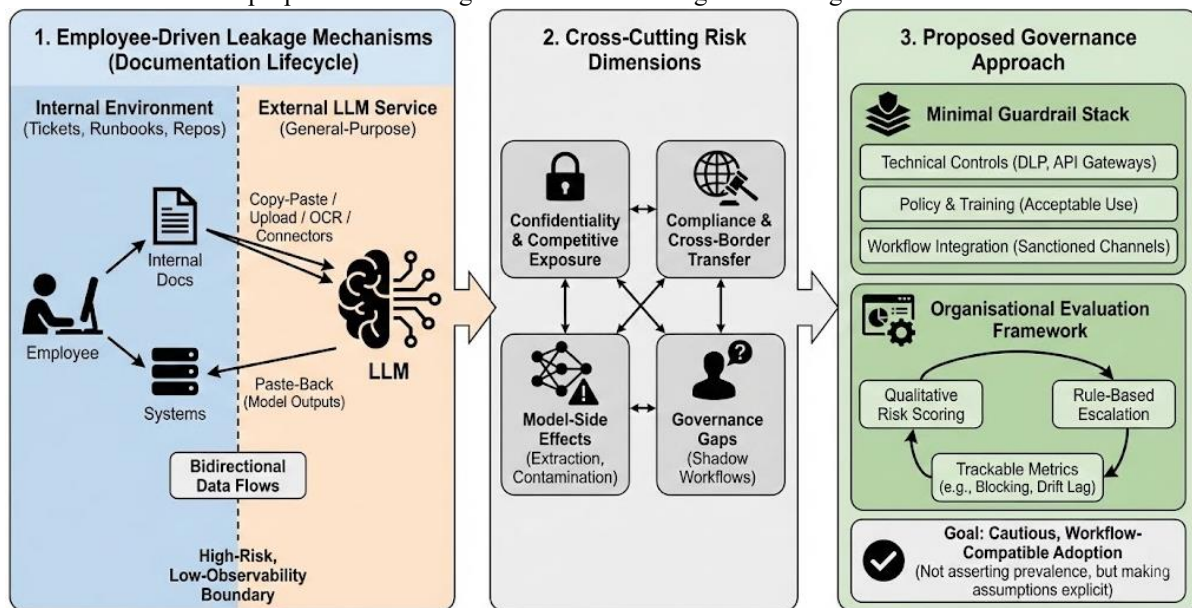 1. Employee-Driven Leakage Mechanisms
(Documentation Lifecycle)
Internal Environment
(Tickets, Runbooks, Repos)
External LLM Service
(General-Purpose)
Copy-Paste /
Upload / OCR /
Connectors
Internal
Docs
Employee
LLM
Systems
Paste-Back
(Model Outputs)
Bidirectional
Data Flows
High-Risk,
Low-Observability
Boundary
2. Cross-Cutting Risk
Dimensions
Confidentiality
& Competitive
Exposure
Compliance &
Cross-Border
Transfer
Model-Side
Effects
(Extraction,
Contamination)
?
Governance
Gaps
(Shadow
Workflows)
3. Proposed Governance
Approach
Minimal Guardrail Stack
Technical Controls (DLP, API Gateways)
Policy & Training (Acceptable Use)
Workflow Integration (Sanctioned Channels)
Organisational Evaluation
Framework
Qualitative
Risk Scoring
Rule-Based
Escalation
Trackable Metrics
(e.g., Blocking, Drift Lag)
Goal: Cautious, Workflow-
Compatible Adoption
(Not asserting prevalence, but making
assumptions explicit)